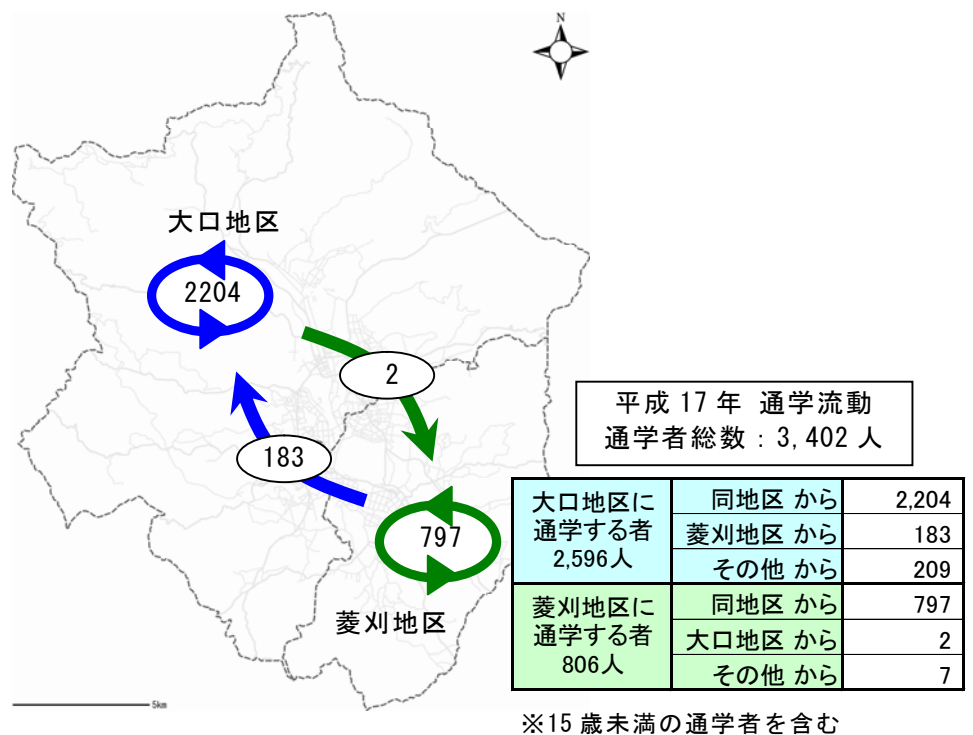 N
大口地区
2204
2
183
797
菱刈地区
5km
平成 17 年 通学流動
通学者総数 : 3,402 人
大口地区に
通学する者
2,596人
同地区 から 2,204
菱刈地区 から 183
その他 から 209
菱刈地区に
通学する者
806人
同地区 から 797
大口地区 から 2
その他 から 7
※15 歳未満の通学者を含む